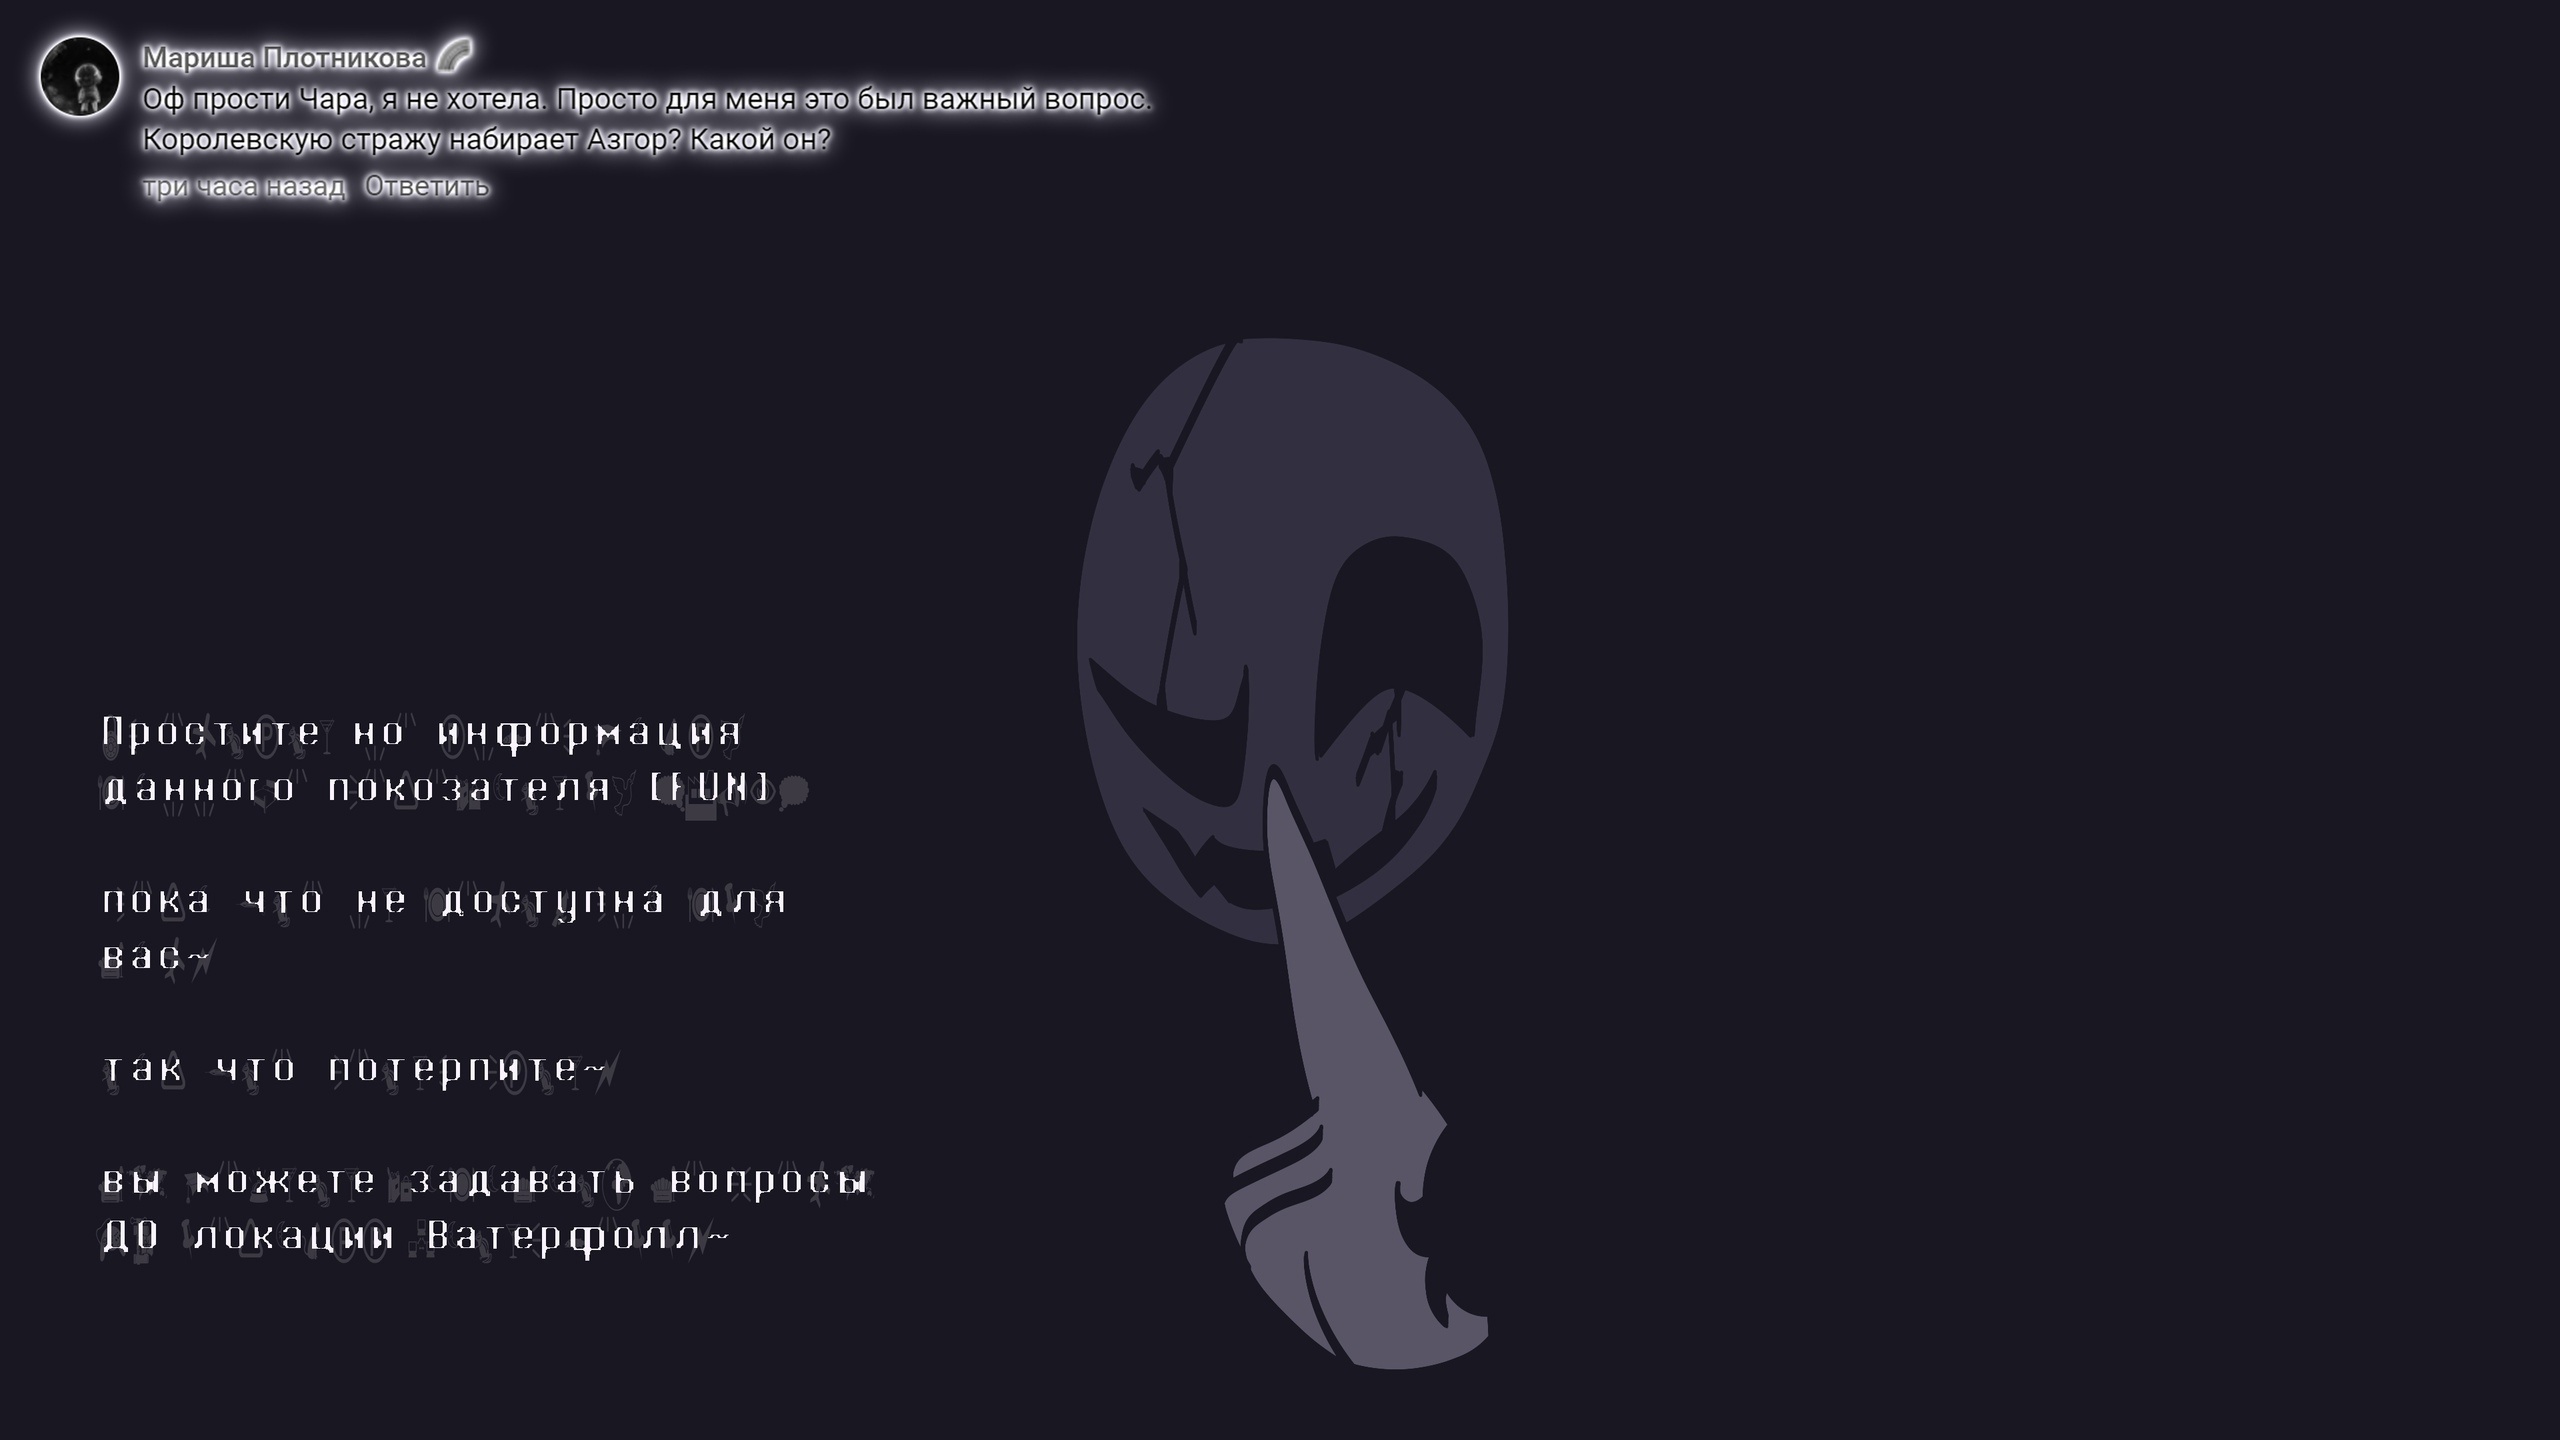 Мариша Плотникова
Оф прости Чара, я не хотела. Просто для меня это был важный вопрос.
Королевскую стражу набирает Азгор? Какой он?
три часа назад Ответить
Простите но информация
данного покозателя [FUN]
пока что не доступна для
вас~
так что потерпите~
вы можете задавать вопросы
ДО локации Ватерфолл~